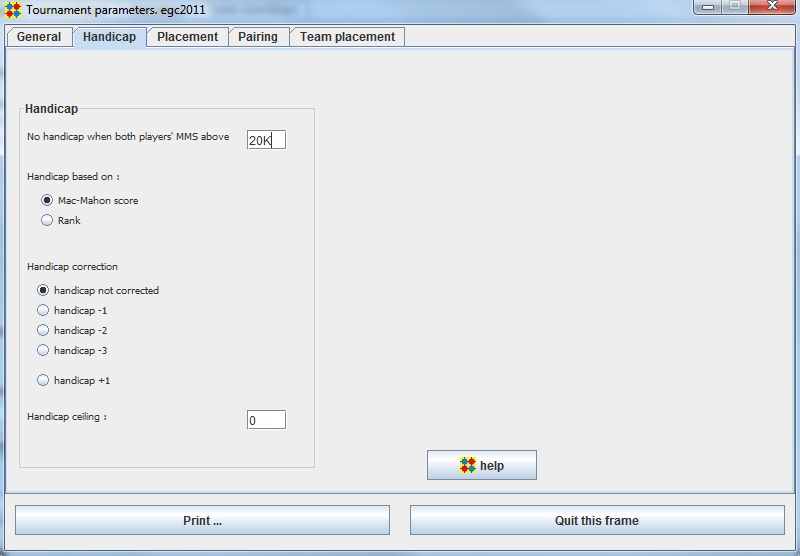 Tournament parameters. egc2011
General Handicap Placement Pairing Team placement
Handicap
No handicap when both players' MMS above 20K
Handicap based on :
Mac-Mahon score
Rank
Handicap correction
handicap not corrected
handicap -1
handicap -2
handicap -3
handicap +1
Handicap ceiling : 0
help
Print ... Quit this frame